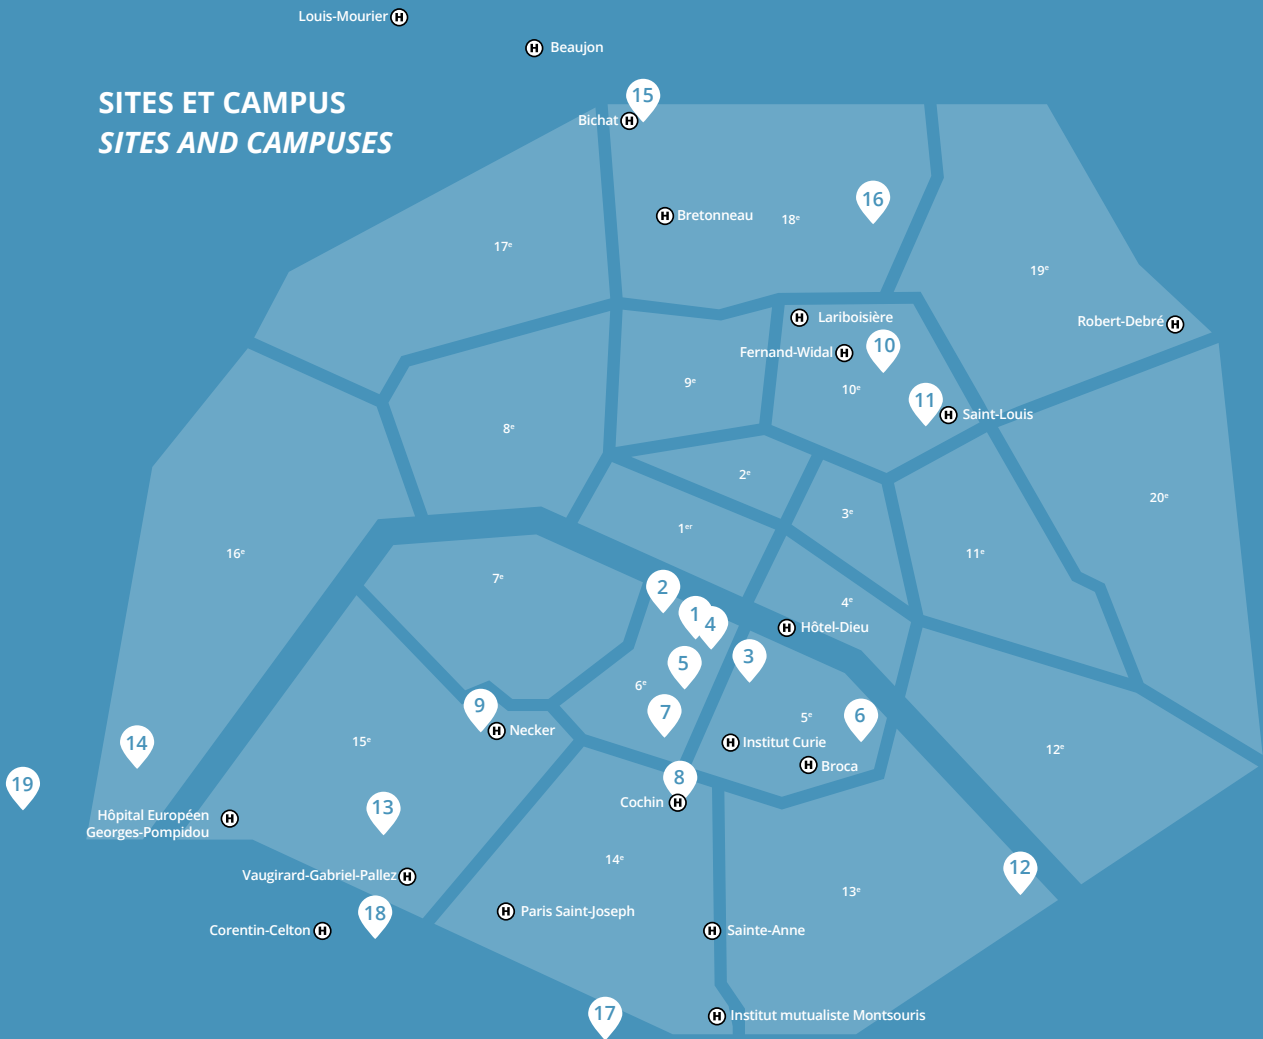 Louis-Mourier H
H Beaujon
SITES ET CAMPUS
SITES AND CAMPUSES
15
Bichat H
16
H Bretonneau
18e
17e
19e
H Lariboisière
Robert-Debré H
Fernand-Widal H
10
9e
10e
11
H Saint-Louis
8e
2e
20e
3e
1er
16e
11e
7e
2
4e
1
4
H Hôtel-Dieu
3
5
6e
9
7
5e
6
H Necker
15e
14
H Institut Curie
12e
H Broca
8
19
Cochin H
13
Hôpital Européen
Georges-Pompidou
H
14e
12
Vaugirard-Gabriel-Pallez H
13e
18
H Paris Saint-Joseph
Corentin-Celton H
H Sainte-Anne
17
H Institut mutualiste Montsouris